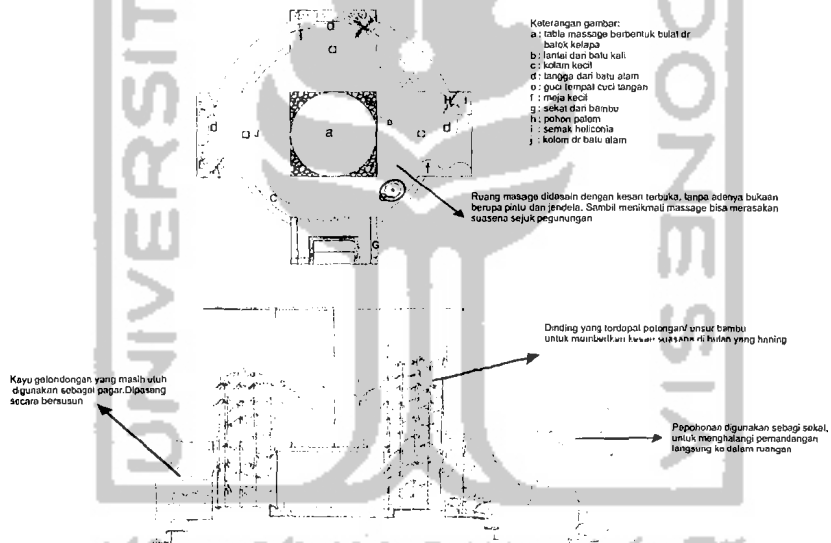 Keterangan gambar:
a : table massage berbentuk bulat dr
balok kelapa
b : lantai dari batu kali
c : kolam kecil
d : tangga dari batu alam
e : guci tempat cuci tangan
f : meja kecil
g : sekat dari bambu
h : pohon palem
i : semak heliconia
j : kolom dr batu alam
d
a
d
a
c
d
H
f
c
G
Ruang masage didasain dengan kesan terbuka, tanpa adanya bukaan
berupa pintu dan jendela. Sambil menikmati massage bisa merasakan
suasana sejuk pegunungan
Dinding yang terdapat potongan/ unsur bambu
untuk memberikan kesan suasana di hutan yang hening
Kayu gelondongan yang masih utuh
digunakan sebagai pagar.Dipasang
secara bersusun
Pepohonan digunakan sebagi sekat,
untuk menghalangi pemandangan
langsung ke dalam ruangan
UNIVERSIT